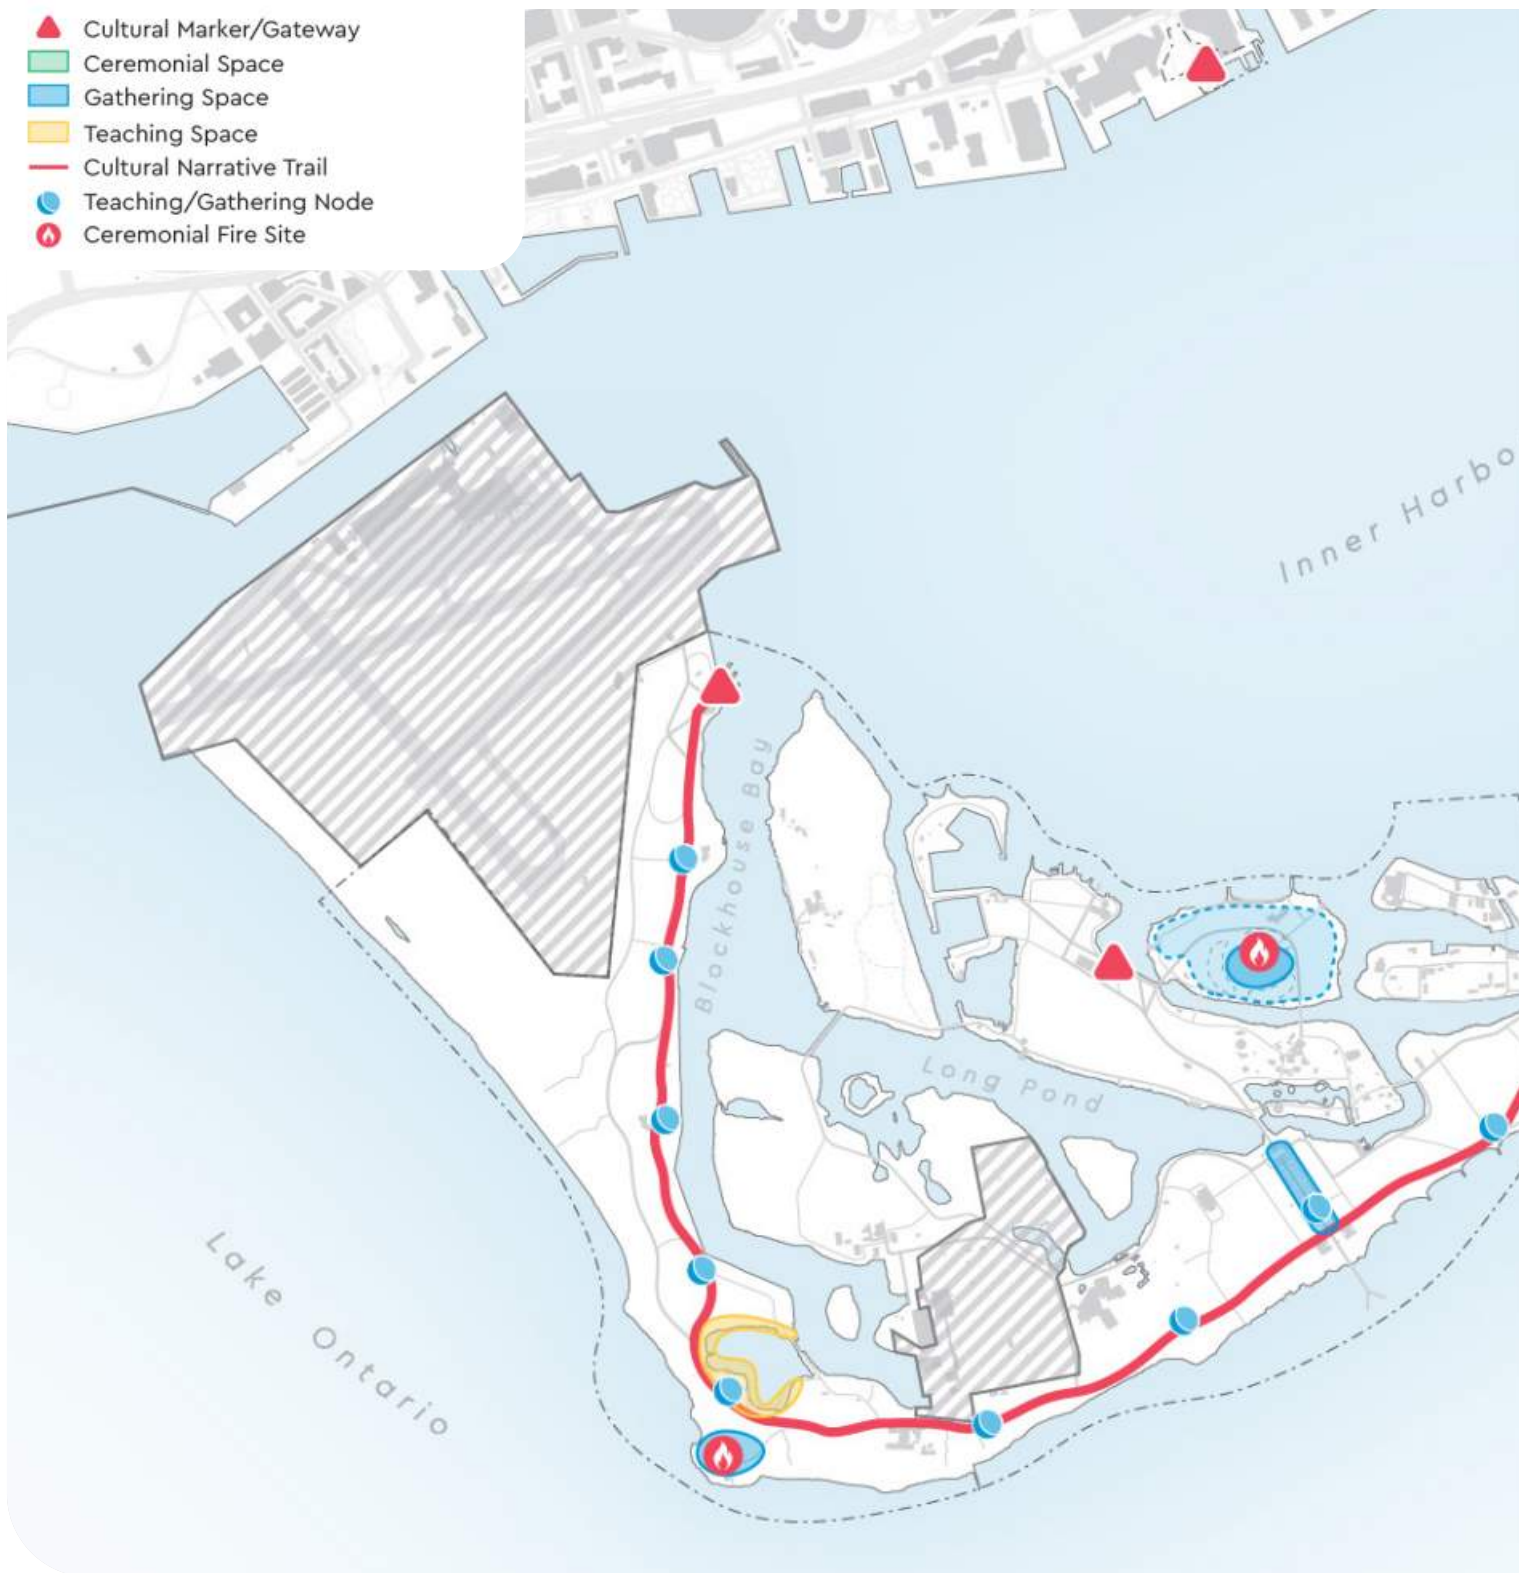 Cultural Marker/Gateway
Ceremonial Space
Gathering Space
Teaching Space
Cultural Narrative Trail
Teaching/Gathering Node
Ceremonial Fire Site
Inner Harbo
Blockhouse Bay
Long Pond
Lake Ontario